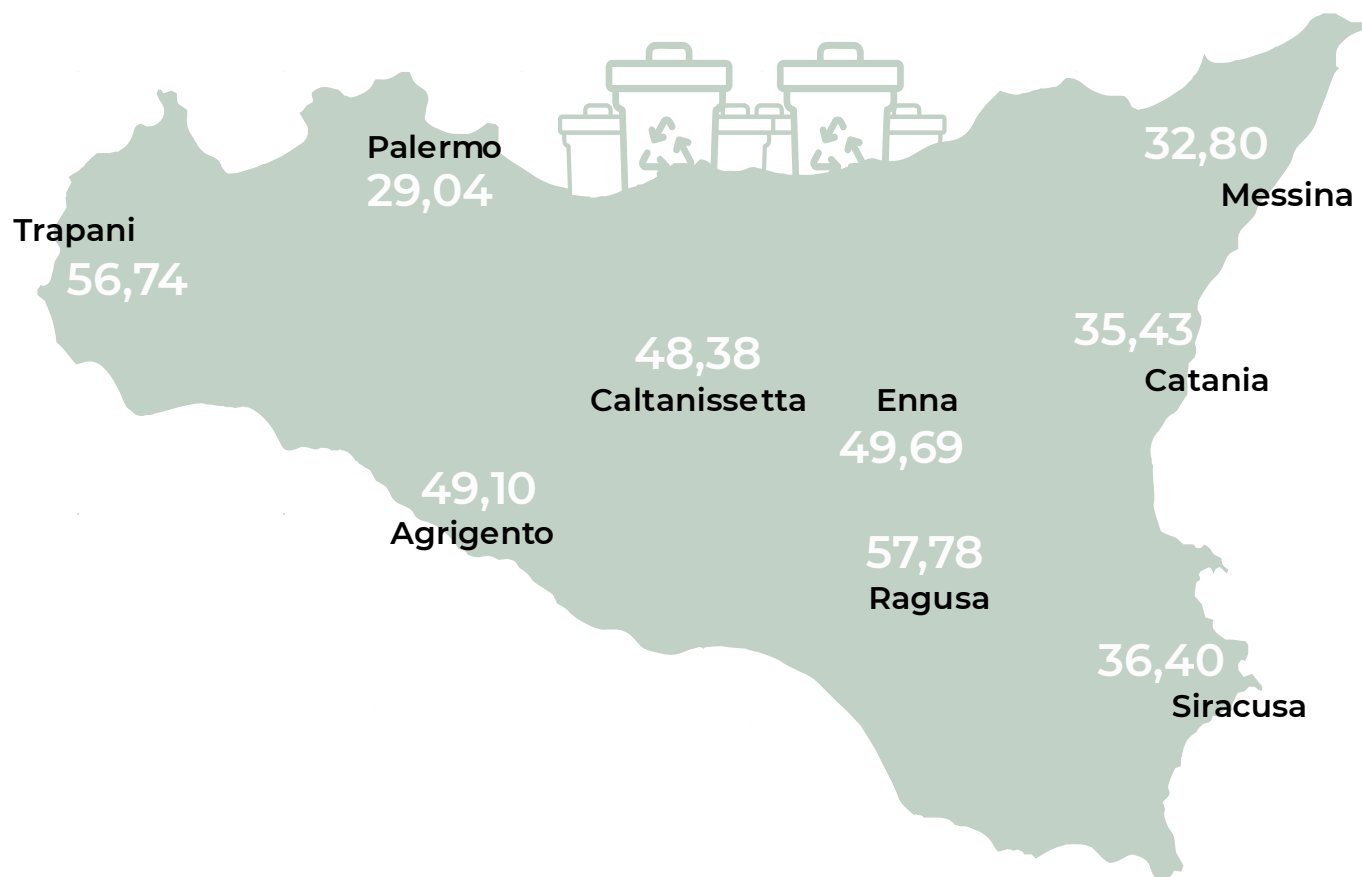 Palermo
29,04
32,80
Messina
Trapani
56,74
35,43
Catania
48,38
Caltanissetta
Enna
49,69
49,10
Agrigento
57,78
Ragusa
36,40
Siracusa